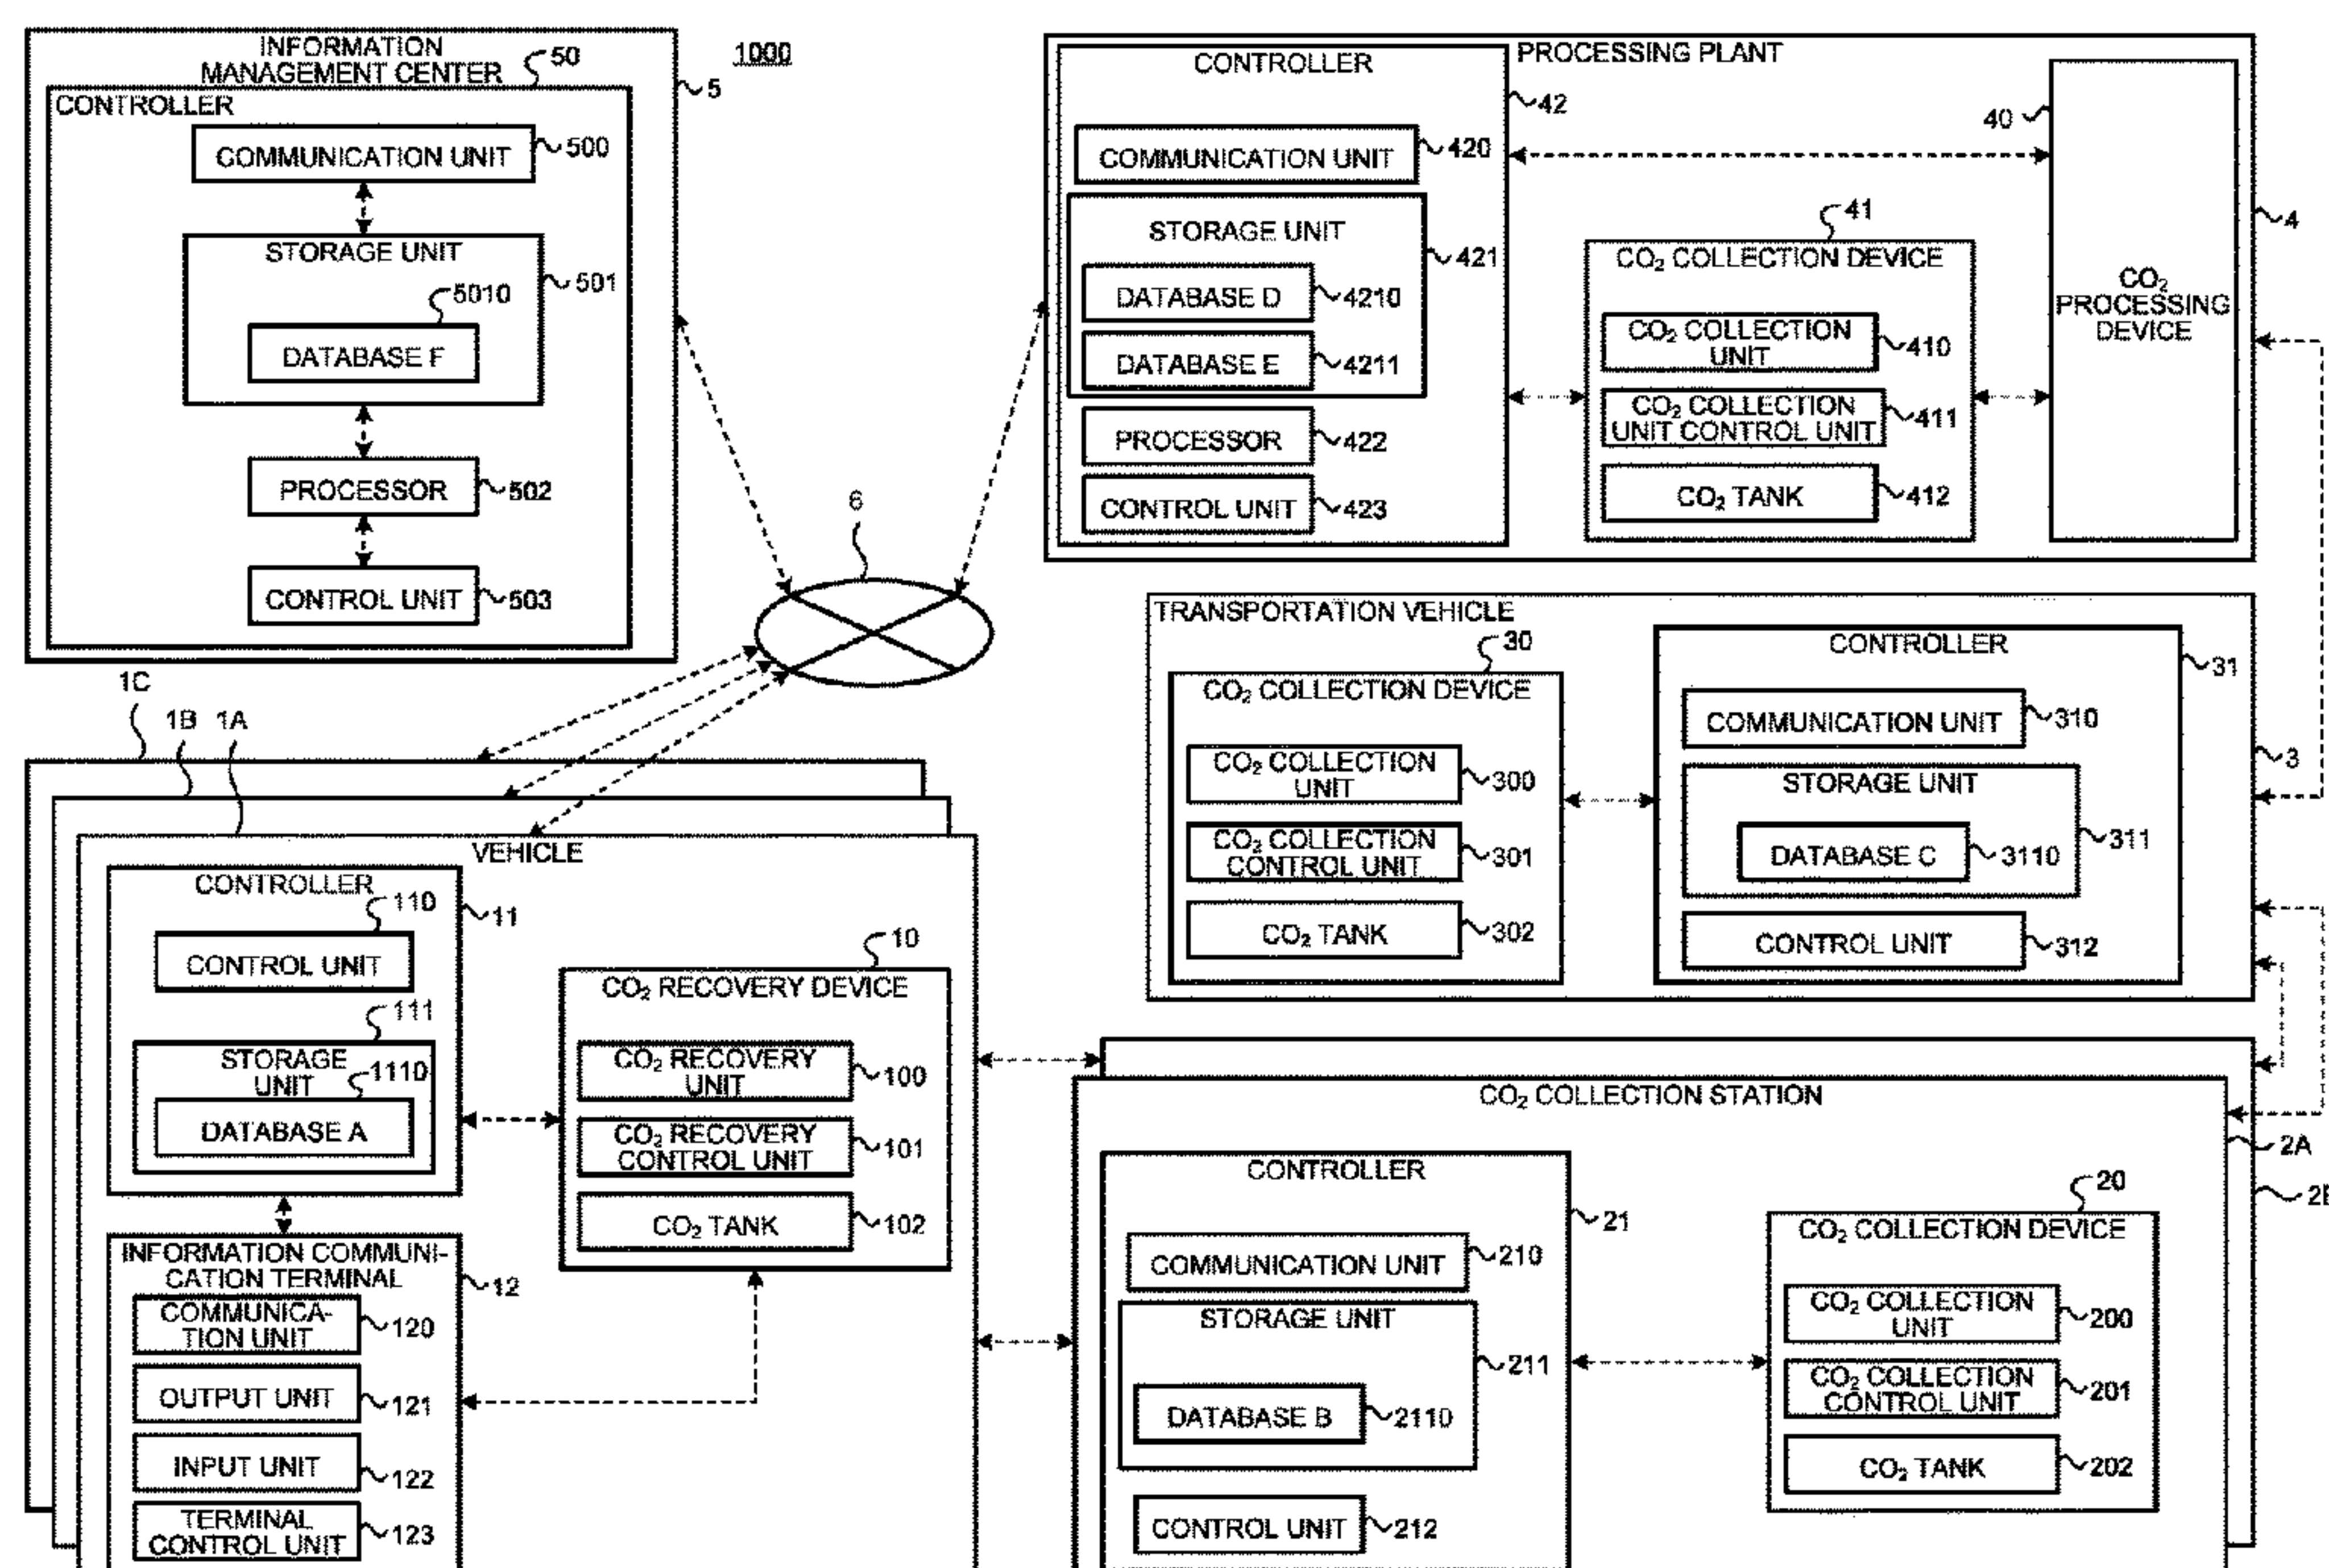 INFORMATION
MANAGEMENT CENTER
50
1000
5
CONTROLLER
COMMUNICATION UNIT
500
STORAGE UNIT
501
5010
DATABASE F
PROCESSOR
502
CONTROL UNIT
503
PROCESSING PLANT
4
CONTROLLER
42
COMMUNICATION UNIT
420
STORAGE UNIT
421
DATABASE D
4210
DATABASE E
4211
PROCESSOR
422
CONTROL UNIT
423
41
CO₂ COLLECTION DEVICE
CO₂ COLLECTION
UNIT
410
CO₂ COLLECTION
UNIT CONTROL UNIT
411
CO₂ TANK
412
40
CO₂
PROCESSING
DEVICE
6
TRANSPORTATION VEHICLE
3
30
CO₂ COLLECTION DEVICE
CO₂ COLLECTION
UNIT
300
CO₂ COLLECTION
CONTROL UNIT
301
CO₂ TANK
302
CONTROLLER
31
COMMUNICATION UNIT
310
STORAGE UNIT
311
DATABASE C
3110
CONTROL UNIT
312
1C
1B
1A
VEHICLE
CONTROLLER
11
110
CONTROL UNIT
111
STORAGE
UNIT
1110
DATABASE A
10
CO₂ RECOVERY DEVICE
CO₂ RECOVERY
UNIT
100
CO₂ RECOVERY
CONTROL UNIT
101
CO₂ TANK
102
INFORMATION COMMUNI-
CATION TERMINAL
12
COMMUNICA-
TION UNIT
120
OUTPUT UNIT
121
INPUT UNIT
122
TERMINAL
CONTROL UNIT
123
CO₂ COLLECTION STATION
2A
CONTROLLER
21
COMMUNICATION UNIT
210
STORAGE UNIT
211
DATABASE B
2110
CONTROL UNIT
212
20
CO₂ COLLECTION DEVICE
CO₂ COLLECTION
UNIT
200
CO₂ COLLECTION
CONTROL UNIT
201
CO₂ TANK
202